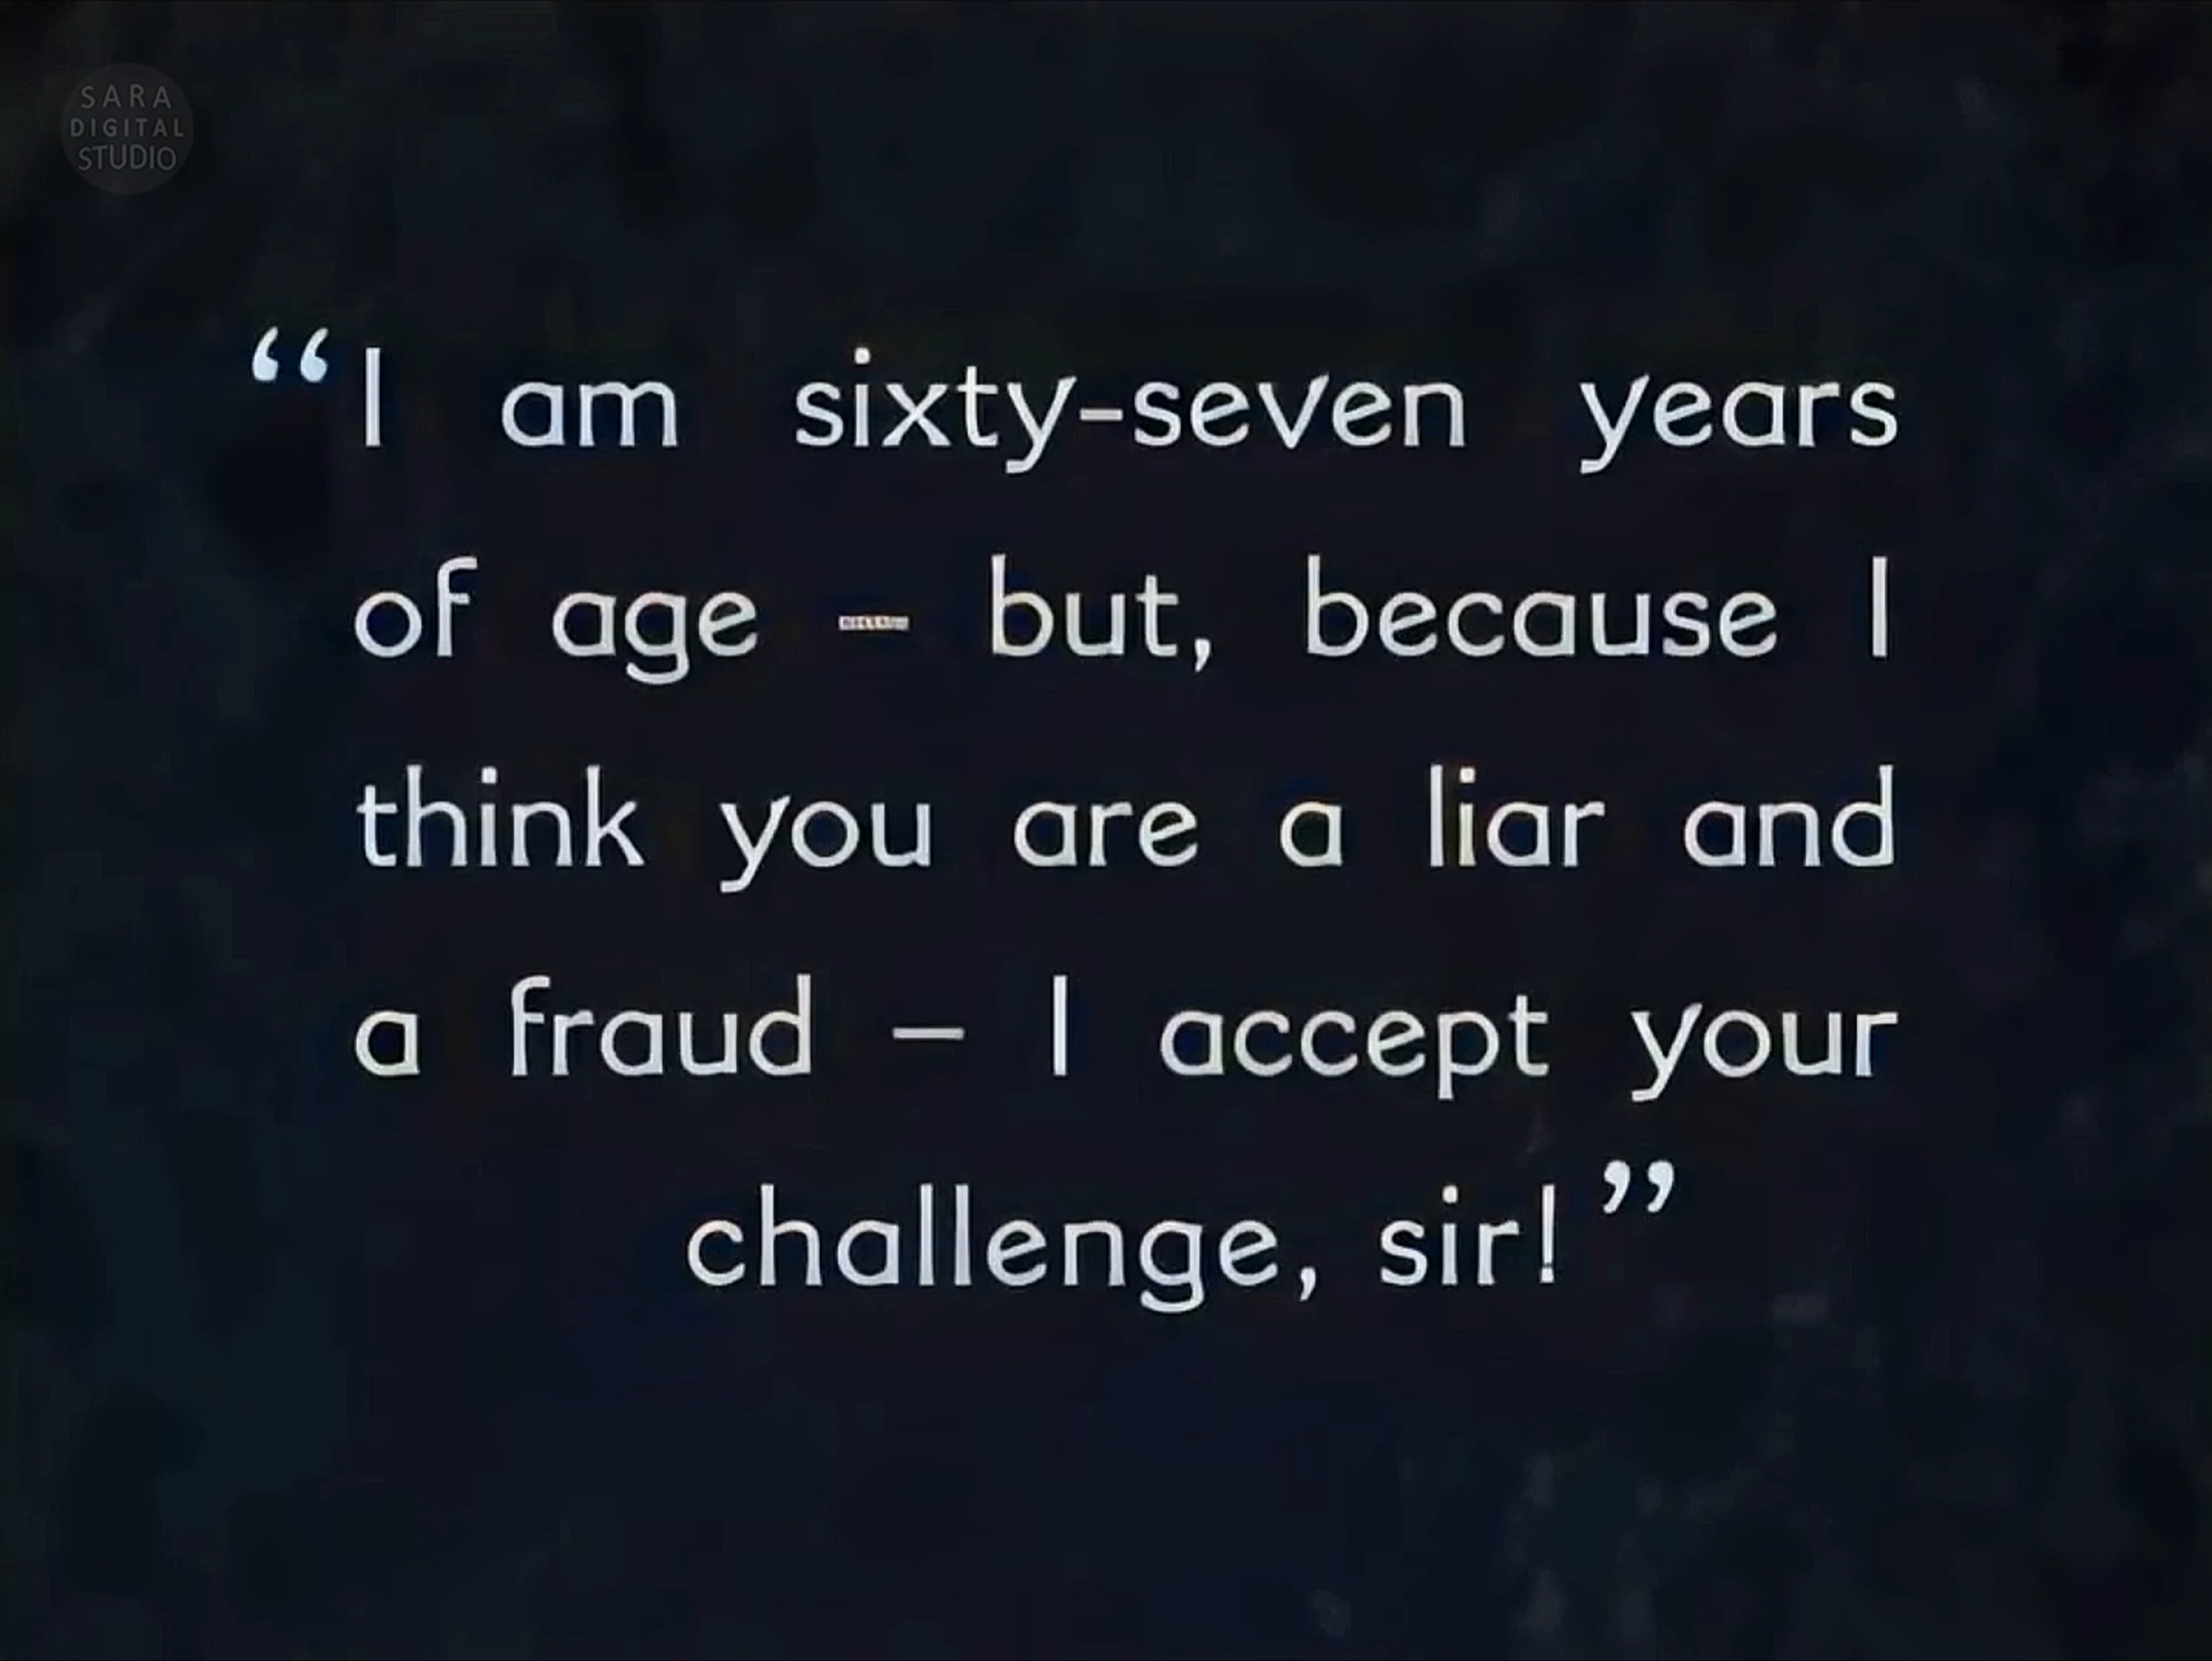 SARA
DIGITAL
STUDIO
“I am sixty-seven years
of age – but, because I
think you are a liar and
a fraud – I accept your
challenge, sir!”